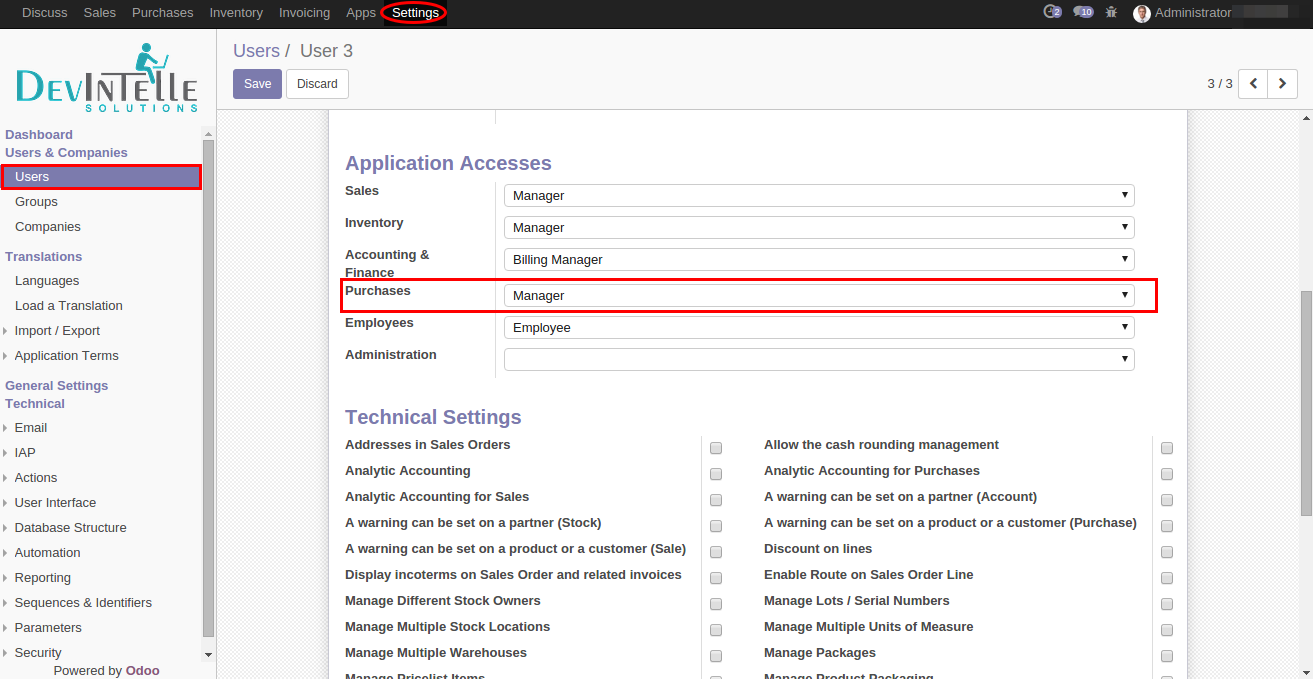 Discuss Sales Purchases Inventory Invoicing Apps Settings 2 10 Administrator
DEVINTELLE
SOLUTIONS
Users / User 3
Save Discard
3 / 3
Dashboard
Users & Companies
Users
Groups
Companies
Translations
Languages
Load a Translation
Import / Export
Application Terms
General Settings
Technical
Email
IAP
Actions
User Interface
Database Structure
Automation
Reporting
Sequences & Identifiers
Parameters
Security
Powered by Odoo
Application Accesses
Sales Manager
Inventory Manager
Accounting & Billing Manager
Finance
Purchases Manager
Employees Employee
Administration
Technical Settings
Addresses in Sales Orders Allow the cash rounding management
Analytic Accounting Analytic Accounting for Purchases
Analytic Accounting for Sales A warning can be set on a partner (Account)
A warning can be set on a partner (Stock) A warning can be set on a product or a customer (Purchase)
A warning can be set on a product or a customer (Sale) Discount on lines
Display incoterms on Sales Order and related invoices Enable Route on Sales Order Line
Manage Different Stock Owners Manage Lots / Serial Numbers
Manage Multiple Stock Locations Manage Multiple Units of Measure
Manage Multiple Warehouses Manage Packages
Manage Pricelist Items Manage Product Packaging